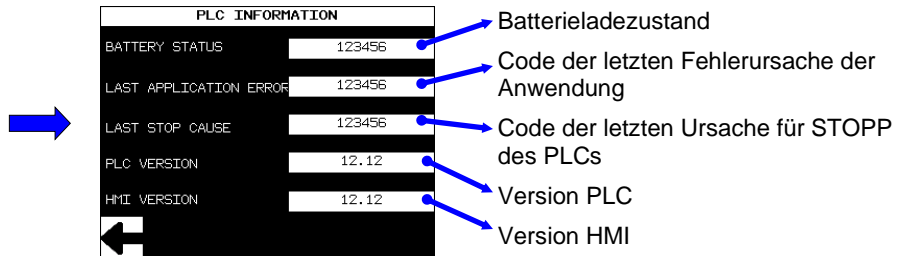 PLC INFORMATION
BATTERY STATUS 123456
LAST APPLICATION ERROR 123456
LAST STOP CAUSE 123456
PLC VERSION 12.12
HMI VERSION 12.12
Batterieladezustand
Code der letzten Fehlerursache der
Anwendung
Code der letzten Ursache für STOPP
des PLCs
Version PLC
Version HMI